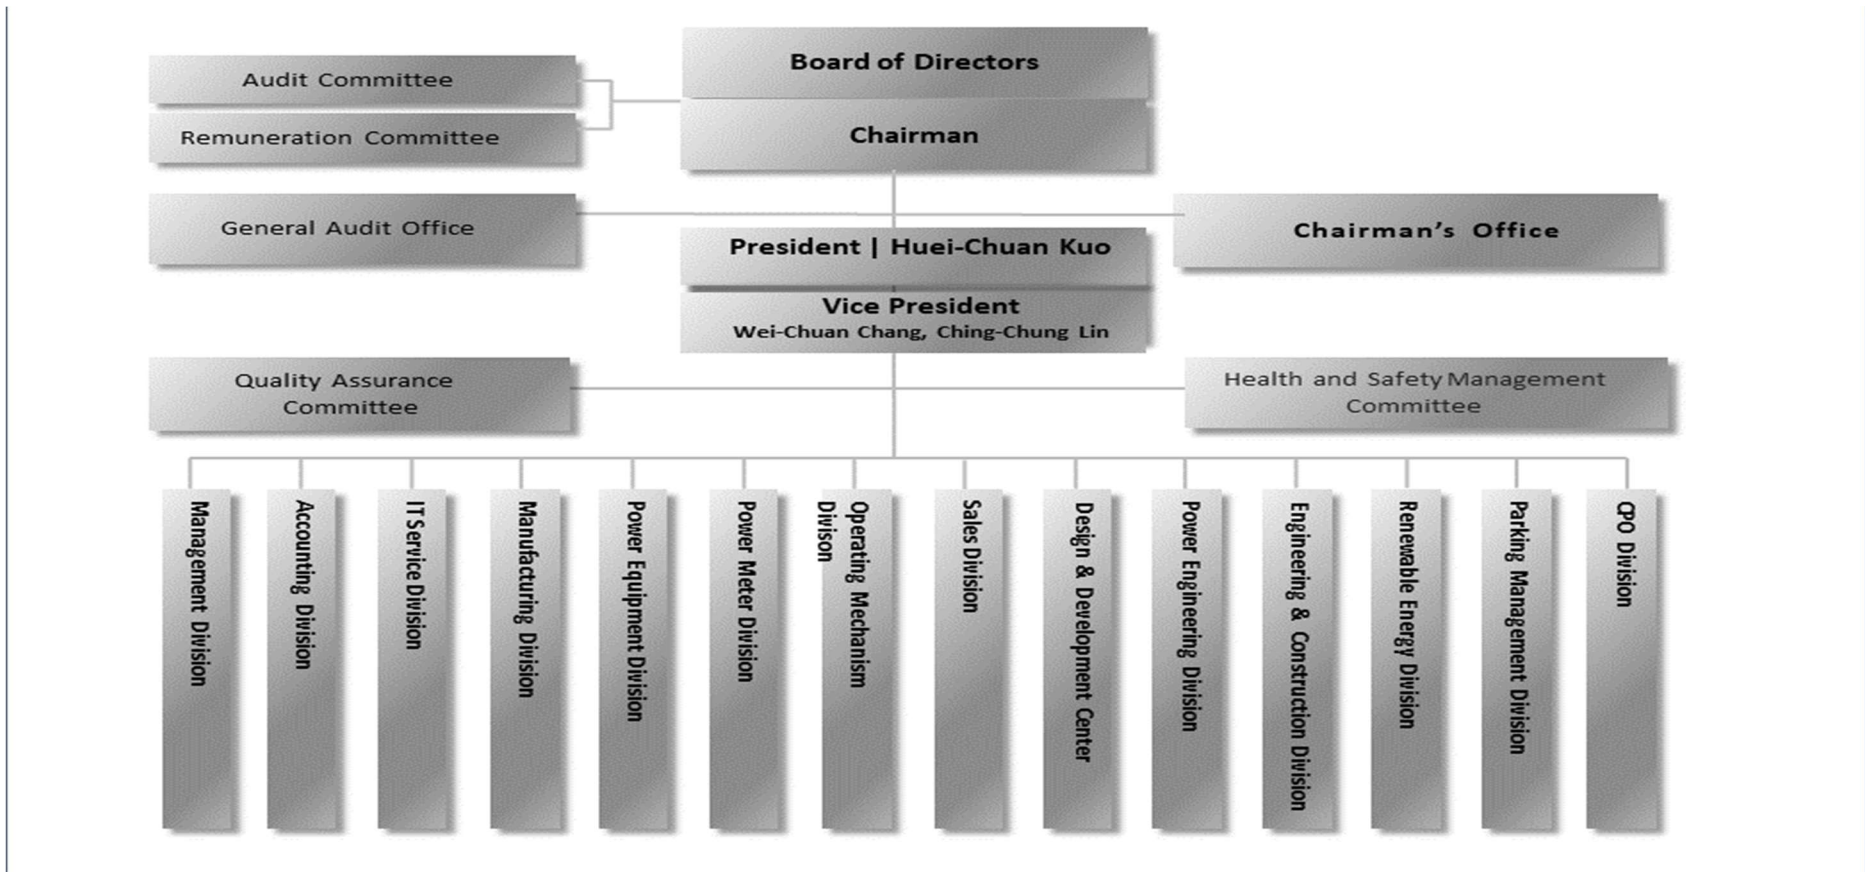 Board of Directors
Audit Committee
Chairman
Remuneration Committee
General Audit Office
Chairman's Office
President | Huei-Chuan Kuo
Vice President
Wei-Chuan Chang, Ching-Chung Lin
Quality Assurance
Committee
Health and Safety Management
Committee
Management Division
Accounting Division
IT Service Division
Manufacturing Division
Power Equipment Division
Power Meter Division
Operating Mechanism
Divison
Sales Division
Design & Development Center
Power Engineering Division
Engineering & Construction Division
Renewable Energy Division
Parking Management Division
CPO Division